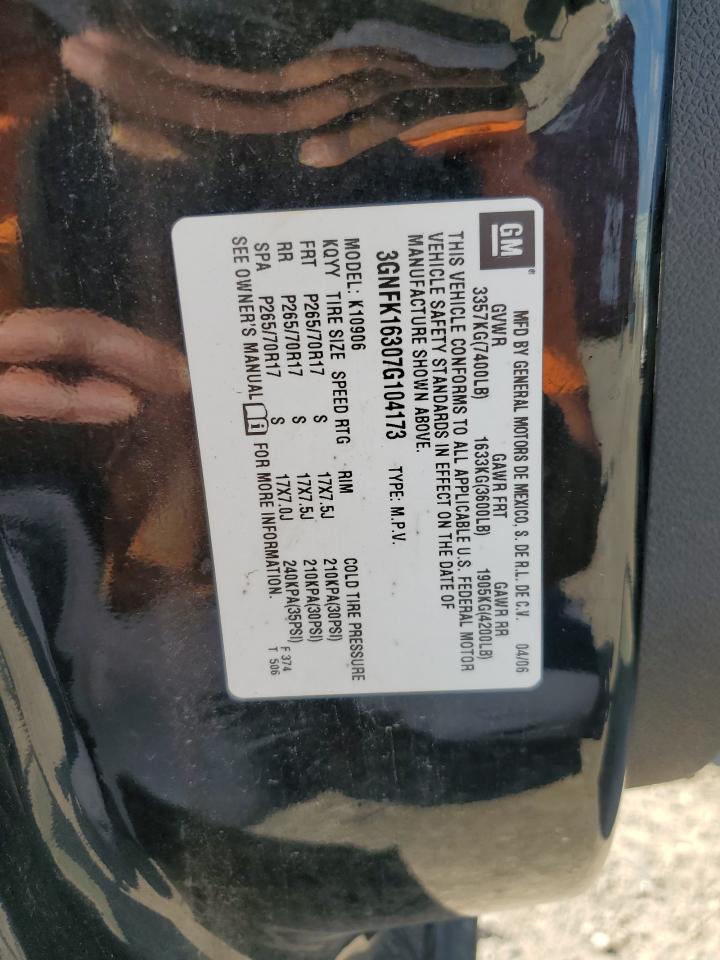 GM®
MFD BY GENERAL MOTORS DE MEXICO, S. DE R.L. DE C.V. 04/06
GVWR GAWR FRT GAWR RR
3357KG(7400LB) 1633KG(3600LB) 1905KG(4200LB)
THIS VEHICLE CONFORMS TO ALL APPLICABLE U.S. FEDERAL MOTOR
VEHICLE SAFETY STANDARDS IN EFFECT ON THE DATE OF
MANUFACTURE SHOWN ABOVE.
3GNFK16307G104173 TYPE: M.P.V.
MODEL: K10906
KQYY TIRE SIZE SPEED RTG RIM COLD TIRE PRESSURE
FRT P265/70R17 S 17X7.5J 210KPA(30PSI)
RR P265/70R17 S 17X7.5J 210KPA(30PSI)
SPA P265/70R17 17X7.0J 240KPA(35PSI)
SEE OWNER'S MANUAL FOR MORE INFORMATION.
F 374
T 506